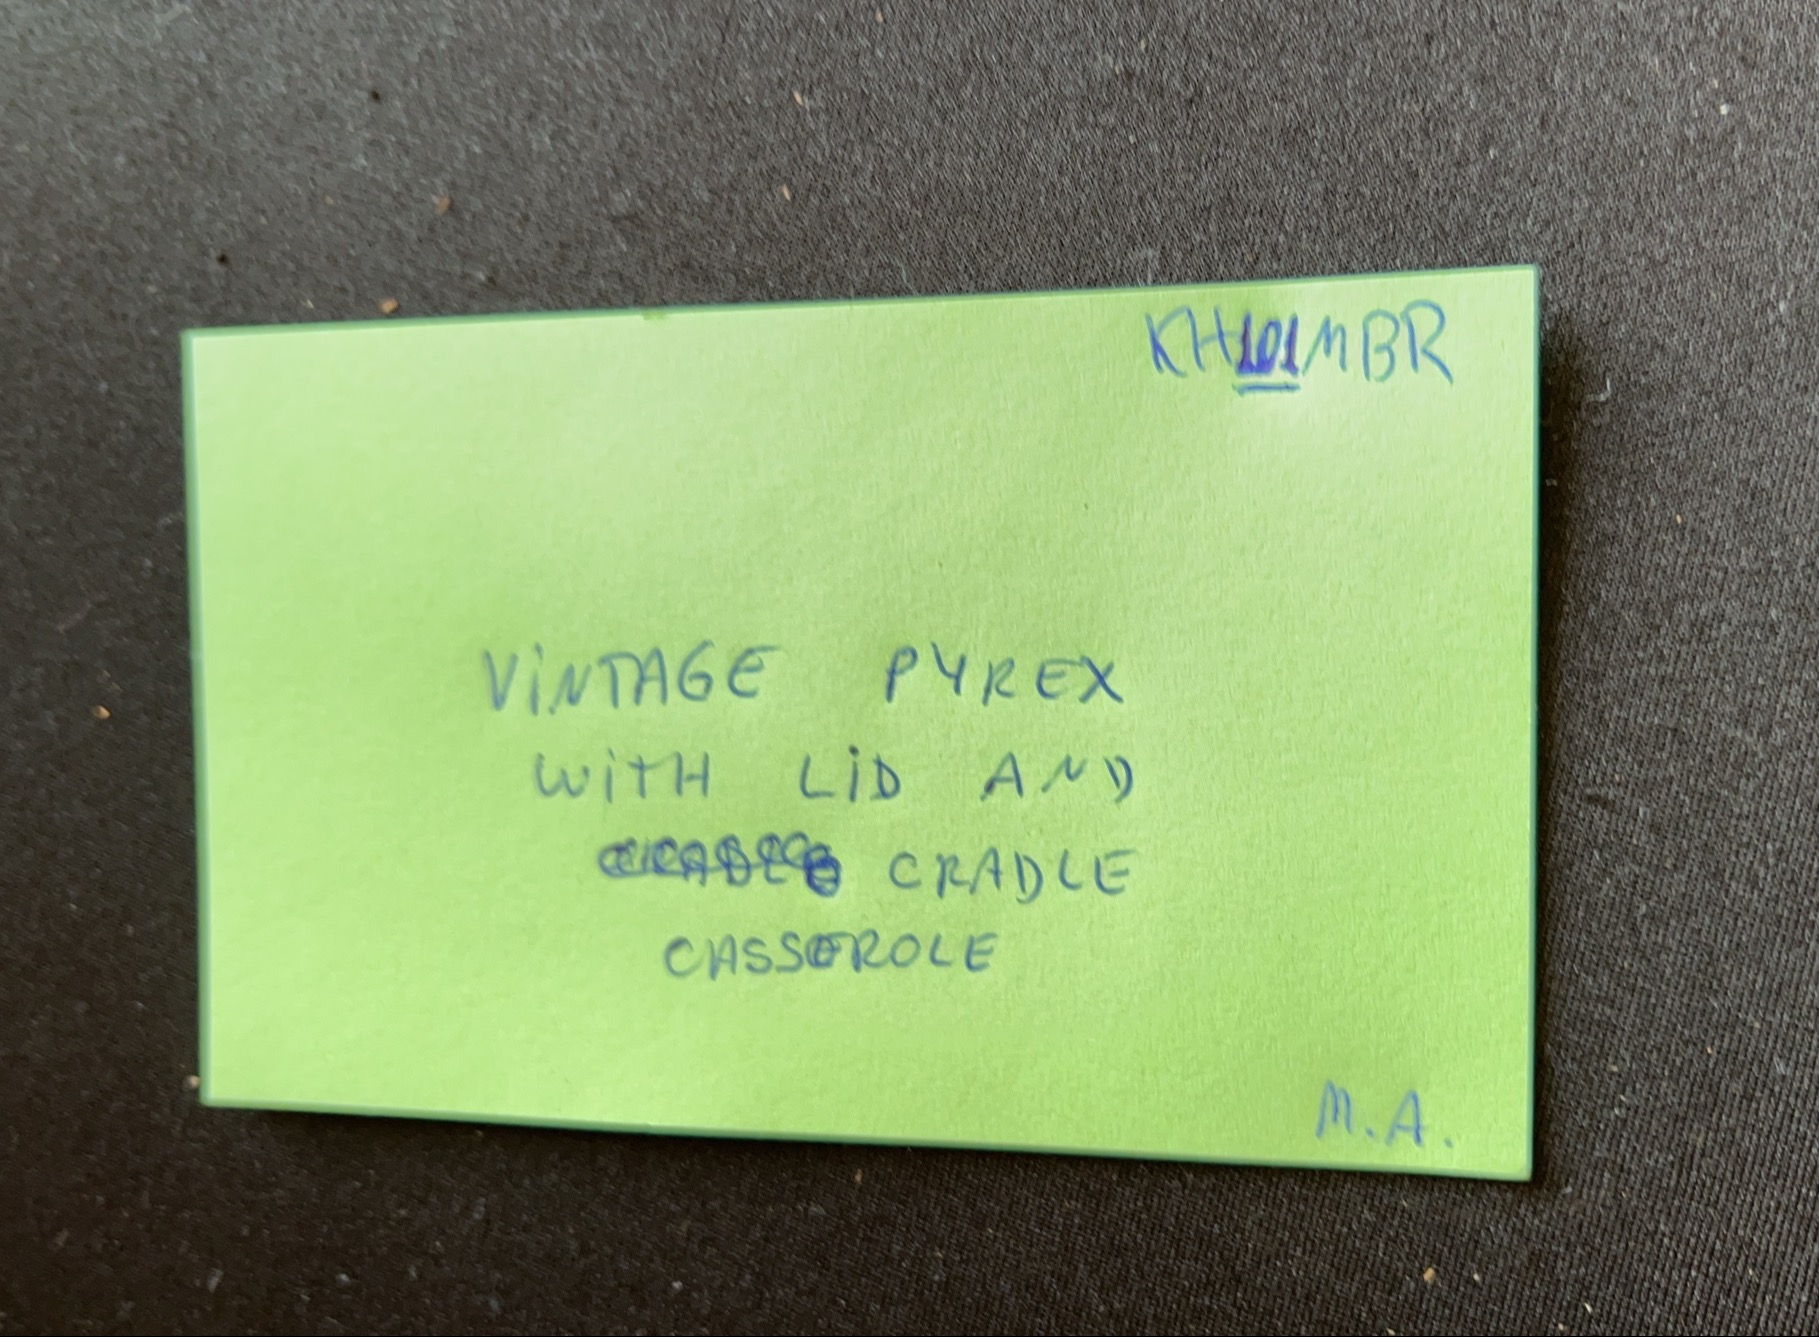 KH101MBR
ViNTAGE PYREX
WiTH LiD AND
CRADLE
CASSEROLE
M.A.